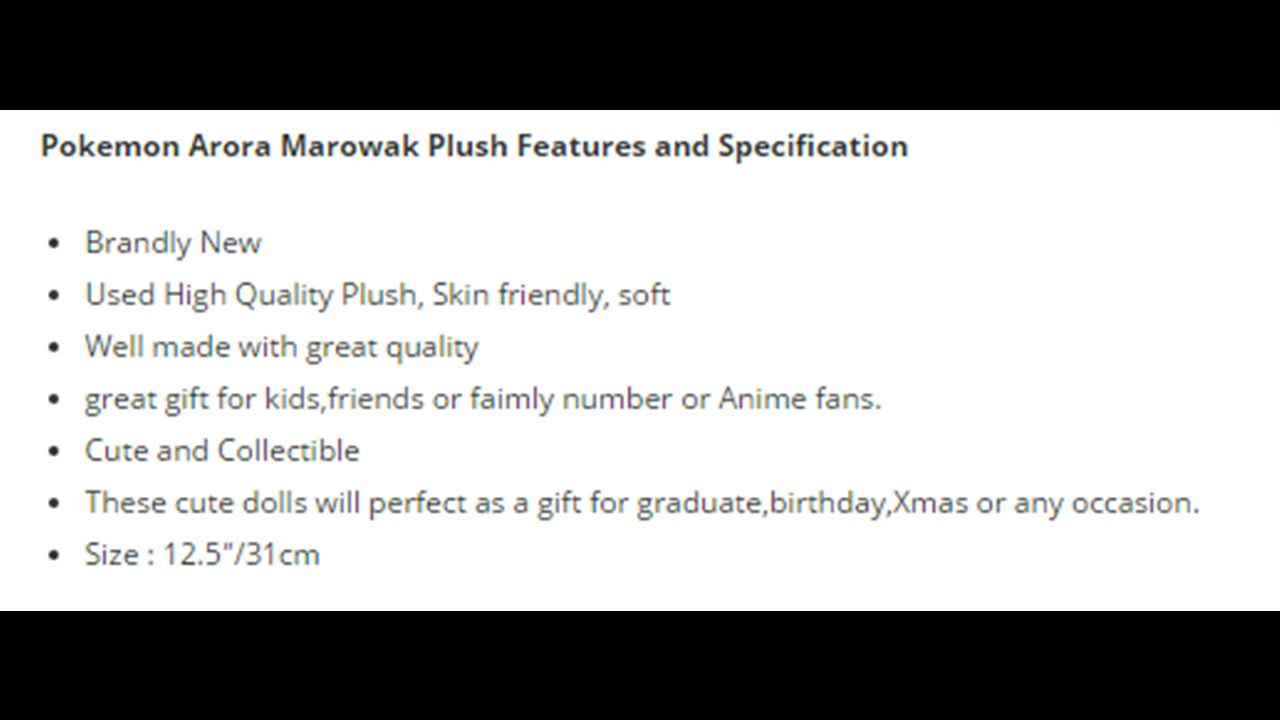 Pokemon Arora Marowak Plush Features and Specification
• Brandly New
• Used High Quality Plush, Skin friendly, soft
• Well made with great quality
• great gift for kids,friends or faimly number or Anime fans.
• Cute and Collectible
• These cute dolls will perfect as a gift for graduate,birthday,Xmas or any occasion.
• Size : 12.5"/31cm